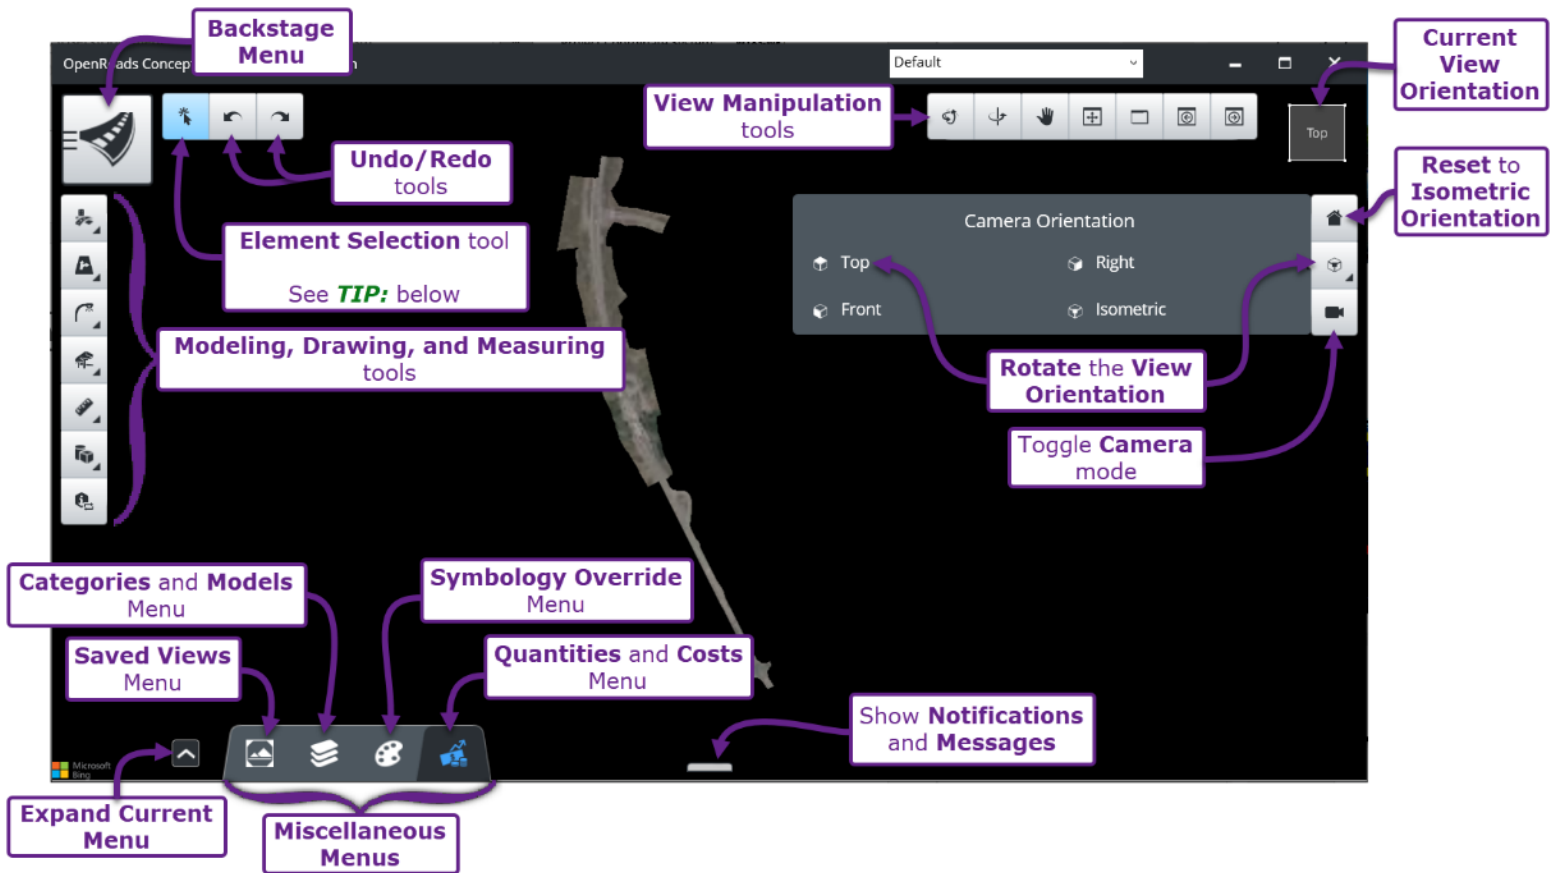 Backstage
Menu
OpenRoads Concep
n
Default
Current
View
Orientation
View Manipulation
tools
Top
Undo/Redo
tools
Reset to
Isometric
Orientation
Camera Orientation
Element Selection tool
See TIP: below
Top
Right
Front
Isometric
Modeling, Drawing, and Measuring
tools
Rotate the View
Orientation
Toggle Camera
mode
Categories and Models
Menu
Symbology Override
Menu
Saved Views
Menu
Quantities and Costs
Menu
Show Notifications
and Messages
Microsoft
Bing
Expand Current
Menu
Miscellaneous
Menus